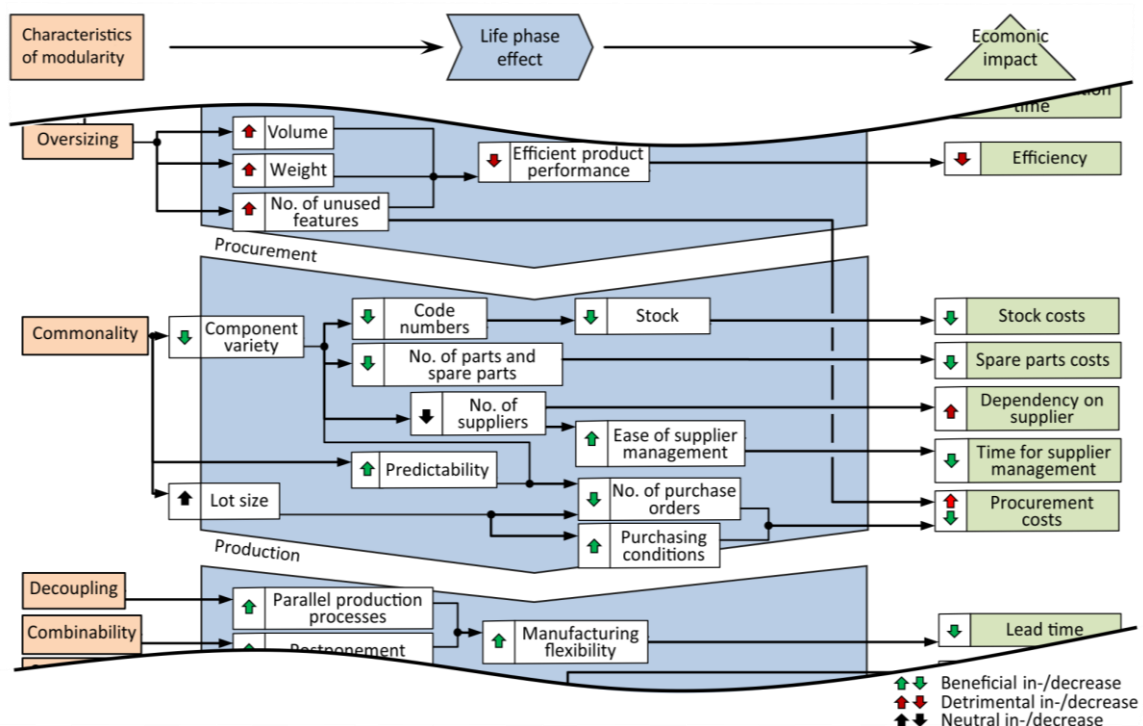 Characteristics
of modularity
Life phase
effect
Ecomonic
impact
time
Oversizing
Volume
Weight
No. of unused
features
Efficient product
performance
Efficiency
Procurement
Commonality
Component
variety
Code
numbers
Stock
Stock costs
No. of parts and
spare parts
Spare parts costs
No. of
suppliers
Dependency on
supplier
Ease of supplier
management
Time for supplier
management
Predictability
Lot size
No. of purchase
orders
Procurement
costs
Purchasing
conditions
Production
Decoupling
Parallel production
processes
Combinability
Postponement
Manufacturing
flexibility
Lead time
Beneficial in-/decrease
Detrimental in-/decrease
Neutral in-/decrease